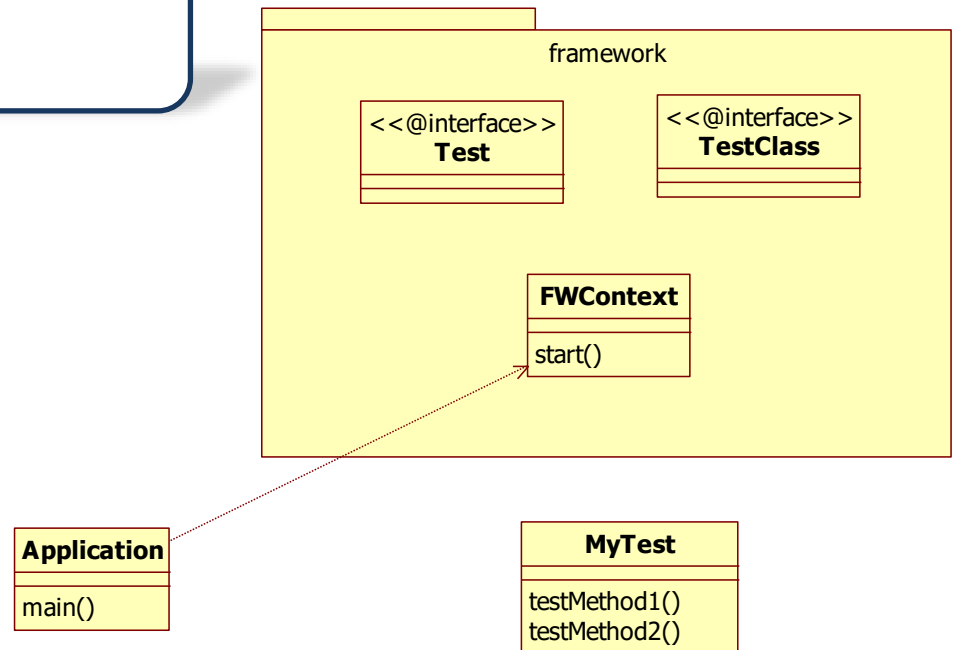 framework
<<@interface>>
Test
<<@interface>>
TestClass
FWContext
start()
Application
main()
MyTest
testMethod1()
testMethod2()